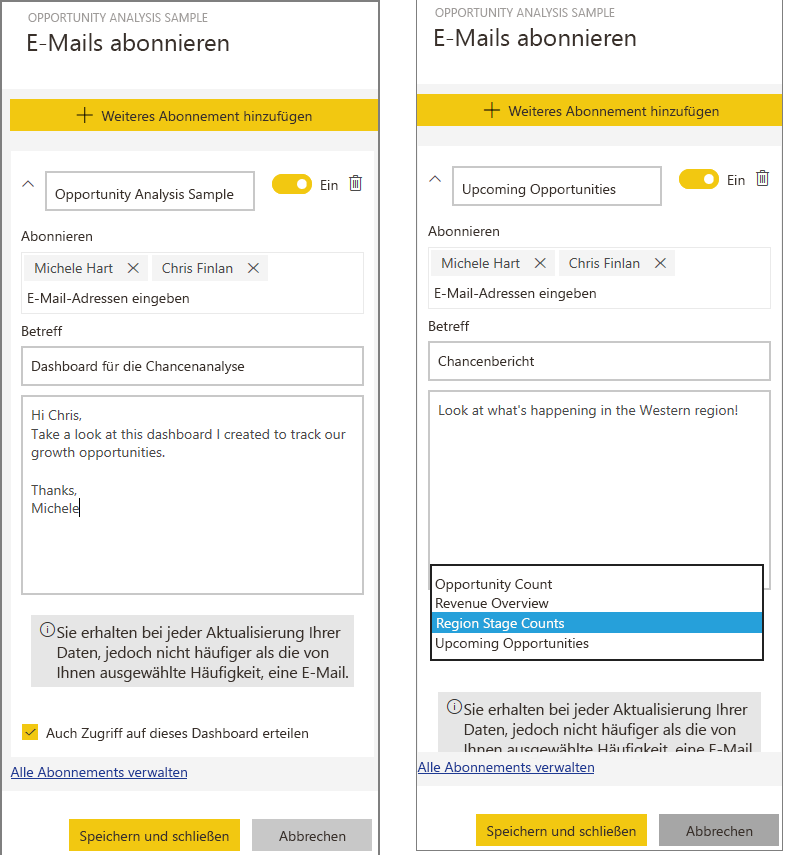 OPPORTUNITY ANALYSIS SAMPLE
E-Mails abonnieren
Weiteres Abonnement hinzufügen
Opportunity Analysis Sample
Ein
Abonnieren
Michele Hart
Chris Finlan
E-Mail-Adressen eingeben
Betreff
Dashboard für die Chancenanalyse
Hi Chris,
Take a look at this dashboard I created to track our
growth opportunities.
Thanks,
Michele
Sie erhalten bei jeder Aktualisierung Ihrer
Daten, jedoch nicht häufiger als die von
Ihnen ausgewählte Häufigkeit, eine E-Mail.
Auch Zugriff auf dieses Dashboard erteilen
Alle Abonnements verwalten
Speichern und schließen
Abbrechen
OPPORTUNITY ANALYSIS SAMPLE
E-Mails abonnieren
Weiteres Abonnement hinzufügen
Upcoming Opportunities
Ein
Abonnieren
Michele Hart
Chris Finlan
E-Mail-Adressen eingeben
Betreff
Chancenbericht
Look at what's happening in the Western region!
Opportunity Count
Revenue Overview
Region Stage Counts
Upcoming Opportunities
Sie erhalten bei jeder Aktualisierung Ihrer
Daten, jedoch nicht häufiger als die von
Ihnen ausgewählte Häufigkeit, eine E-Mail
Alle Abonnements verwalten
Speichern und schließen
Abbrechen